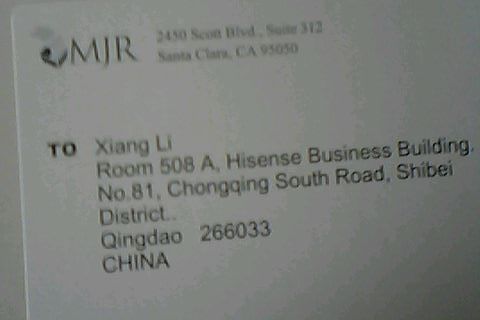 MJR
2450 Scott Blvd., Suite 312
Santa Clara, CA 95050
TO Xiang Li
Room 508 A, Hisense Business Building,
No.81, Chongqing South Road, Shibei
District..
Qingdao 266033
CHINA